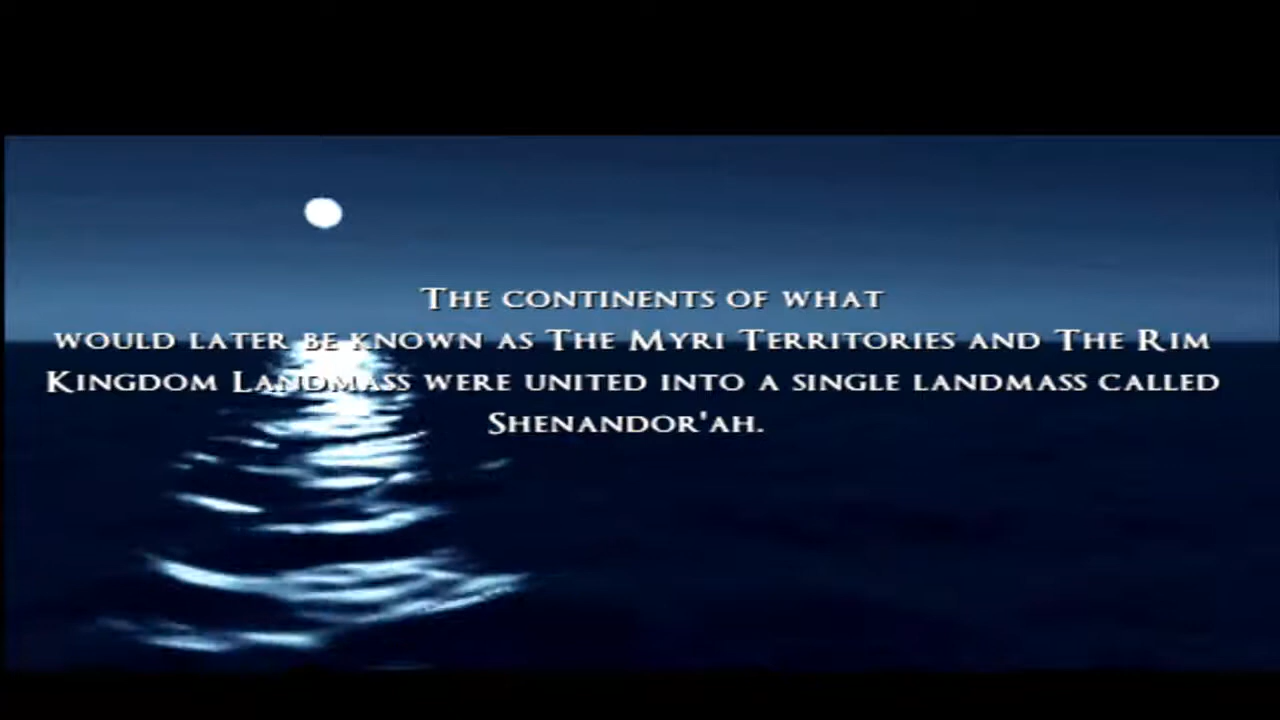 The continents of what
would later be known as The Myri Territories and The Rim
Kingdom Landmass were united into a single landmass called
Shenandor'ah.